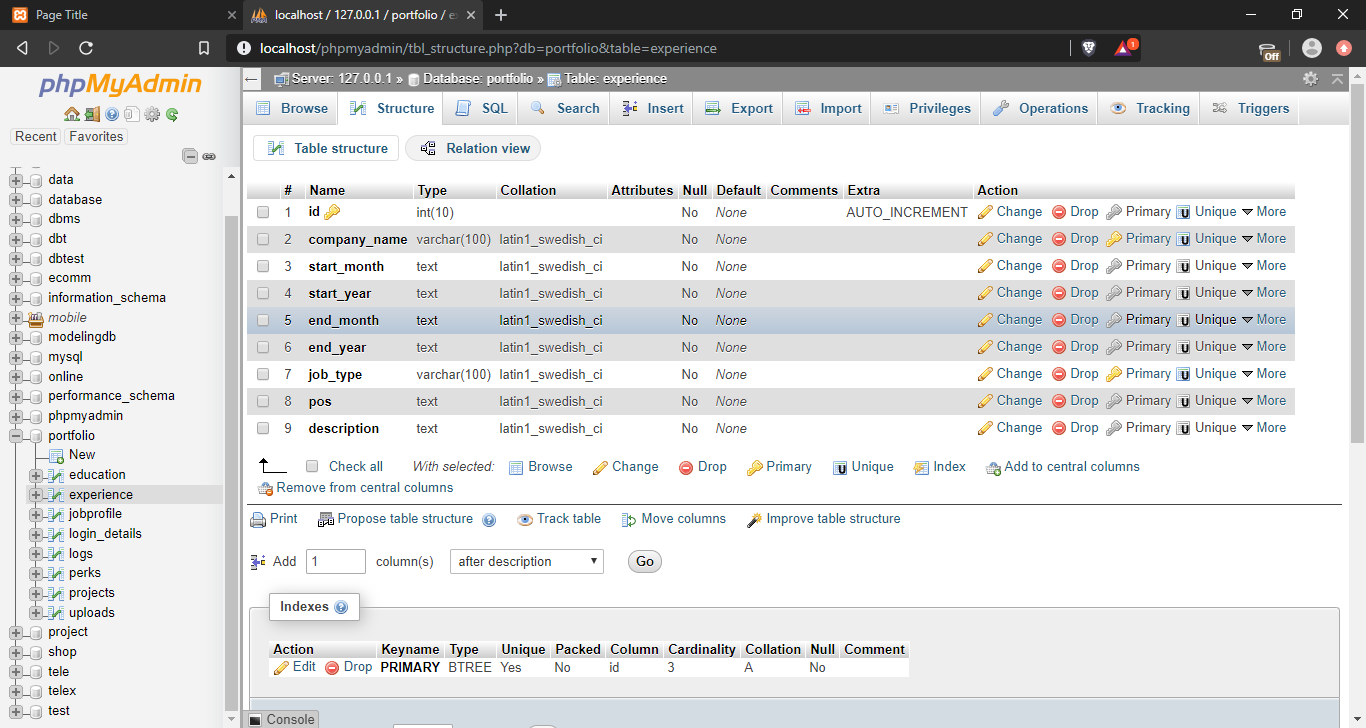 Page Title
localhost / 127.0.0.1 / portfolio / e
localhost/phpmyadmin/tbl_structure.php?db=portfolio&table=experience
1
Off
phpMyAdmin
Recent Favorites
data
database
dbms
dbt
dbtest
ecomm
information_schema
mobile
modelingdb
mysql
online
performance_schema
phpmyadmin
portfolio
New
education
experience
jobprofile
login_details
logs
perks
projects
uploads
project
shop
tele
telex
test
Server: 127.0.0.1 » Database: portfolio » Table: experience
Browse Structure SQL Search Insert Export Import Privileges Operations Tracking Triggers
Table structure Relation view
# Name Type Collation Attributes Null Default Comments Extra Action
1 id int(10) No None AUTO_INCREMENT Change Drop Primary Unique More
2 company_name varchar(100) latin1_swedish_ci No None Change Drop Primary Unique More
3 start_month text latin1_swedish_ci No None Change Drop Primary Unique More
4 start_year text latin1_swedish_ci No None Change Drop Primary Unique More
5 end_month text latin1_swedish_ci No None Change Drop Primary Unique More
6 end_year text latin1_swedish_ci No None Change Drop Primary Unique More
7 job_type varchar(100) latin1_swedish_ci No None Change Drop Primary Unique More
8 pos text latin1_swedish_ci No None Change Drop Primary Unique More
9 description text latin1_swedish_ci No None Change Drop Primary Unique More
Check all With selected: Browse Change Drop Primary Unique Index Add to central columns
Remove from central columns
Print Propose table structure Track table Move columns Improve table structure
Add 1 column(s) after description Go
Indexes
Action Keyname Type Unique Packed Column Cardinality Collation Null Comment
Edit Drop PRIMARY BTREE Yes No id 3 A No
Console